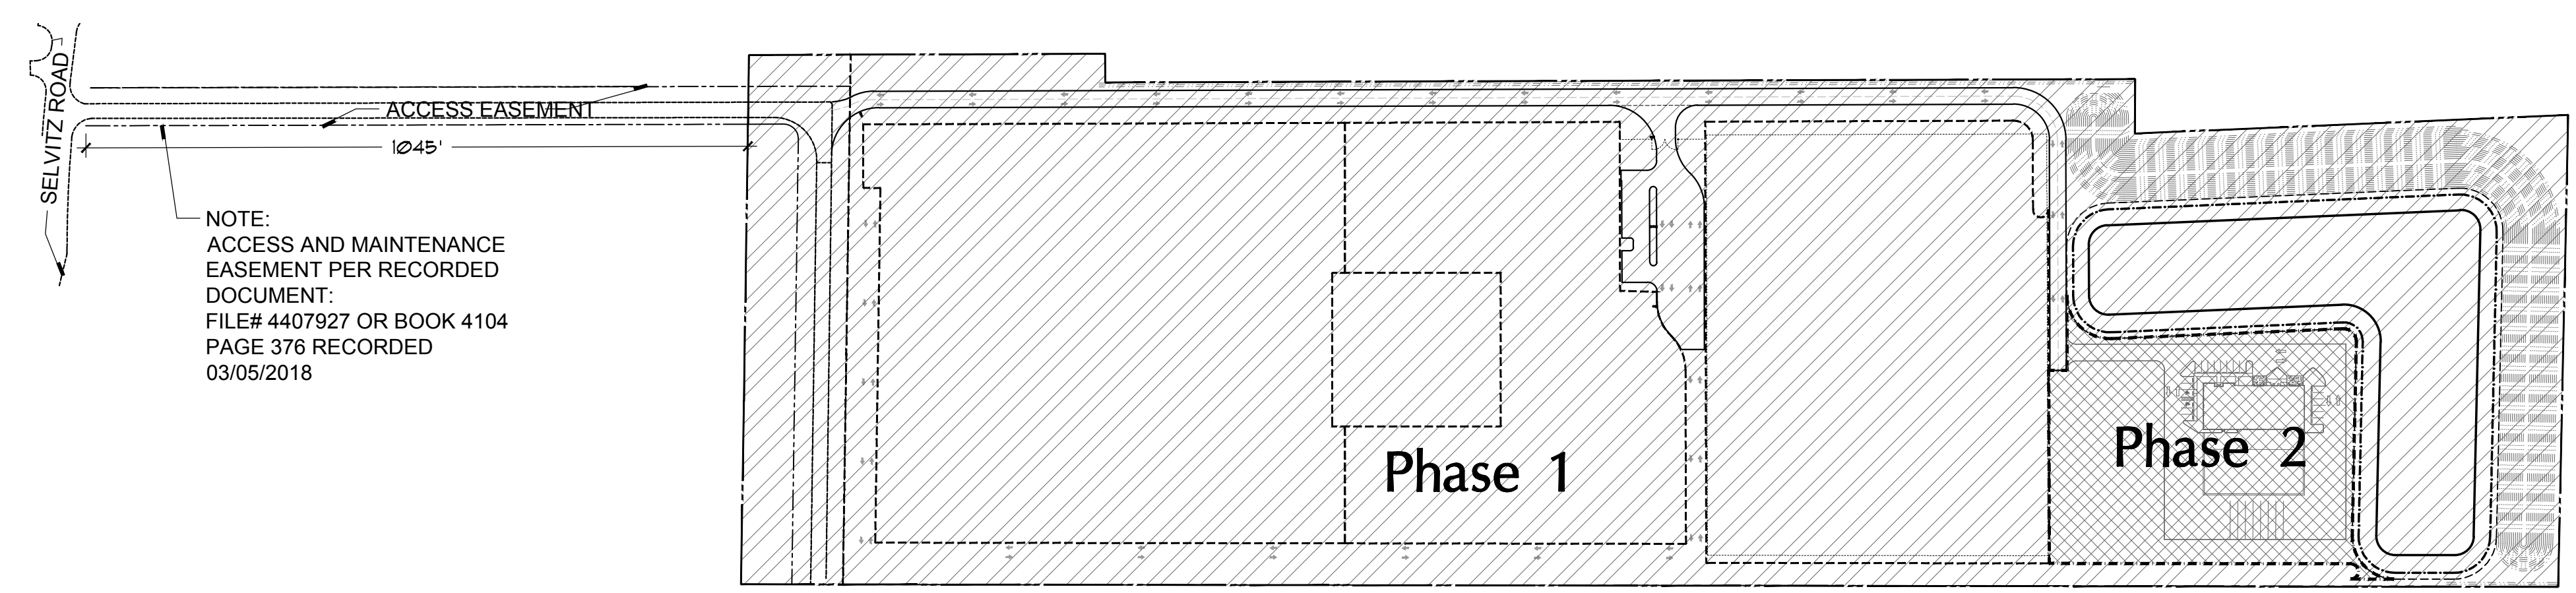 SELVITZ ROAD
ACCESS EASEMENT
1045'
NOTE:
ACCESS AND MAINTENANCE
EASEMENT PER RECORDED
DOCUMENT:
FILE# 4407927 OR BOOK 4104
PAGE 376 RECORDED
03/05/2018
Phase 1
Phase 2